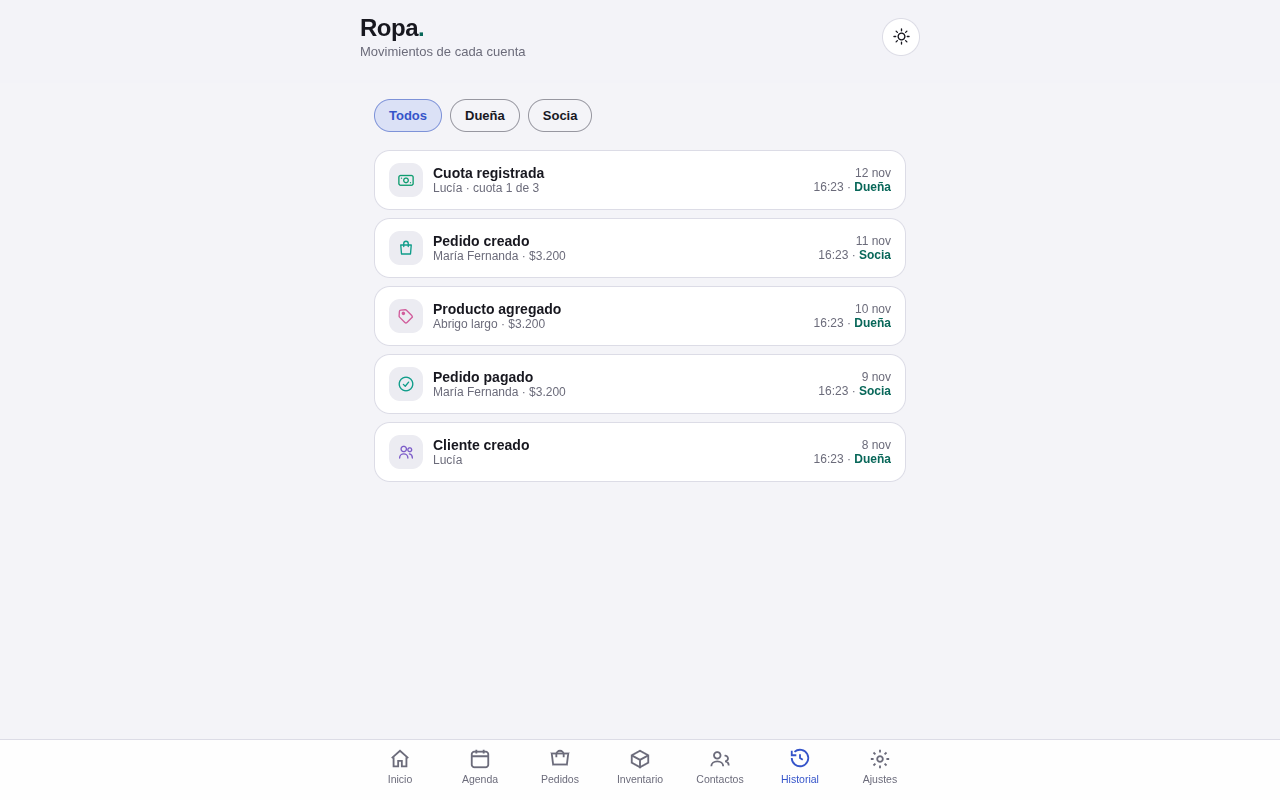 Ropa.
Movimientos de cada cuenta
Todos
Dueña
Socia
Cuota registrada
Lucía · cuota 1 de 3
12 nov
16:23 · Dueña
Pedido creado
María Fernanda · $3.200
11 nov
16:23 · Socia
Producto agregado
Abrigo largo · $3.200
10 nov
16:23 · Dueña
Pedido pagado
María Fernanda · $3.200
9 nov
16:23 · Socia
Cliente creado
Lucía
8 nov
16:23 · Dueña
Inicio
Agenda
Pedidos
Inventario
Contactos
Historial
Ajustes